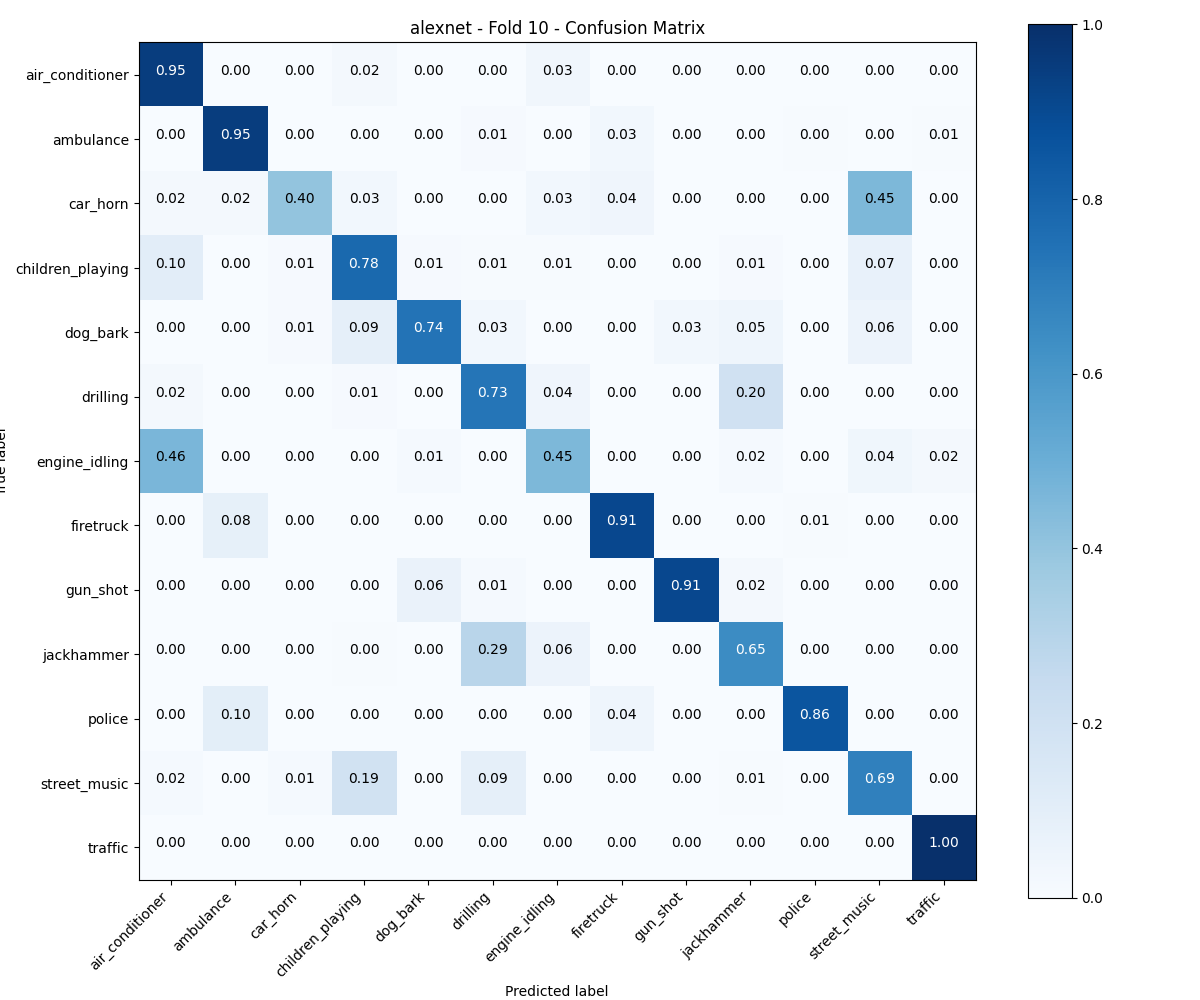 alexnet - Fold 10 - Confusion Matrix
air_conditioner 0.95 0.00 0.00 0.02 0.00 0.00 0.03 0.00 0.00 0.00 0.00 0.00 0.00
ambulance 0.00 0.95 0.00 0.00 0.00 0.01 0.00 0.03 0.00 0.00 0.00 0.00 0.01
car_horn 0.02 0.02 0.40 0.03 0.00 0.00 0.03 0.04 0.00 0.00 0.00 0.45 0.00
children_playing 0.10 0.00 0.01 0.78 0.01 0.01 0.01 0.00 0.00 0.01 0.00 0.07 0.00
dog_bark 0.00 0.00 0.01 0.09 0.74 0.03 0.00 0.00 0.03 0.05 0.00 0.06 0.00
drilling 0.02 0.00 0.00 0.01 0.00 0.73 0.04 0.00 0.00 0.20 0.00 0.00 0.00
engine_idling 0.46 0.00 0.00 0.00 0.01 0.00 0.45 0.00 0.00 0.02 0.00 0.04 0.02
firetruck 0.00 0.08 0.00 0.00 0.00 0.00 0.00 0.91 0.00 0.00 0.01 0.00 0.00
gun_shot 0.00 0.00 0.00 0.00 0.06 0.01 0.00 0.00 0.91 0.02 0.00 0.00 0.00
jackhammer 0.00 0.00 0.00 0.00 0.00 0.29 0.06 0.00 0.00 0.65 0.00 0.00 0.00
police 0.00 0.10 0.00 0.00 0.00 0.00 0.00 0.04 0.00 0.00 0.86 0.00 0.00
street_music 0.02 0.00 0.01 0.19 0.00 0.09 0.00 0.00 0.00 0.01 0.00 0.69 0.00
traffic 0.00 0.00 0.00 0.00 0.00 0.00 0.00 0.00 0.00 0.00 0.00 0.00 1.00
air_conditioner ambulance car_horn children_playing dog_bark drilling engine_idling firetruck gun_shot jackhammer police street_music traffic
Predicted label
1.0
0.8
0.6
0.4
0.2
0.0